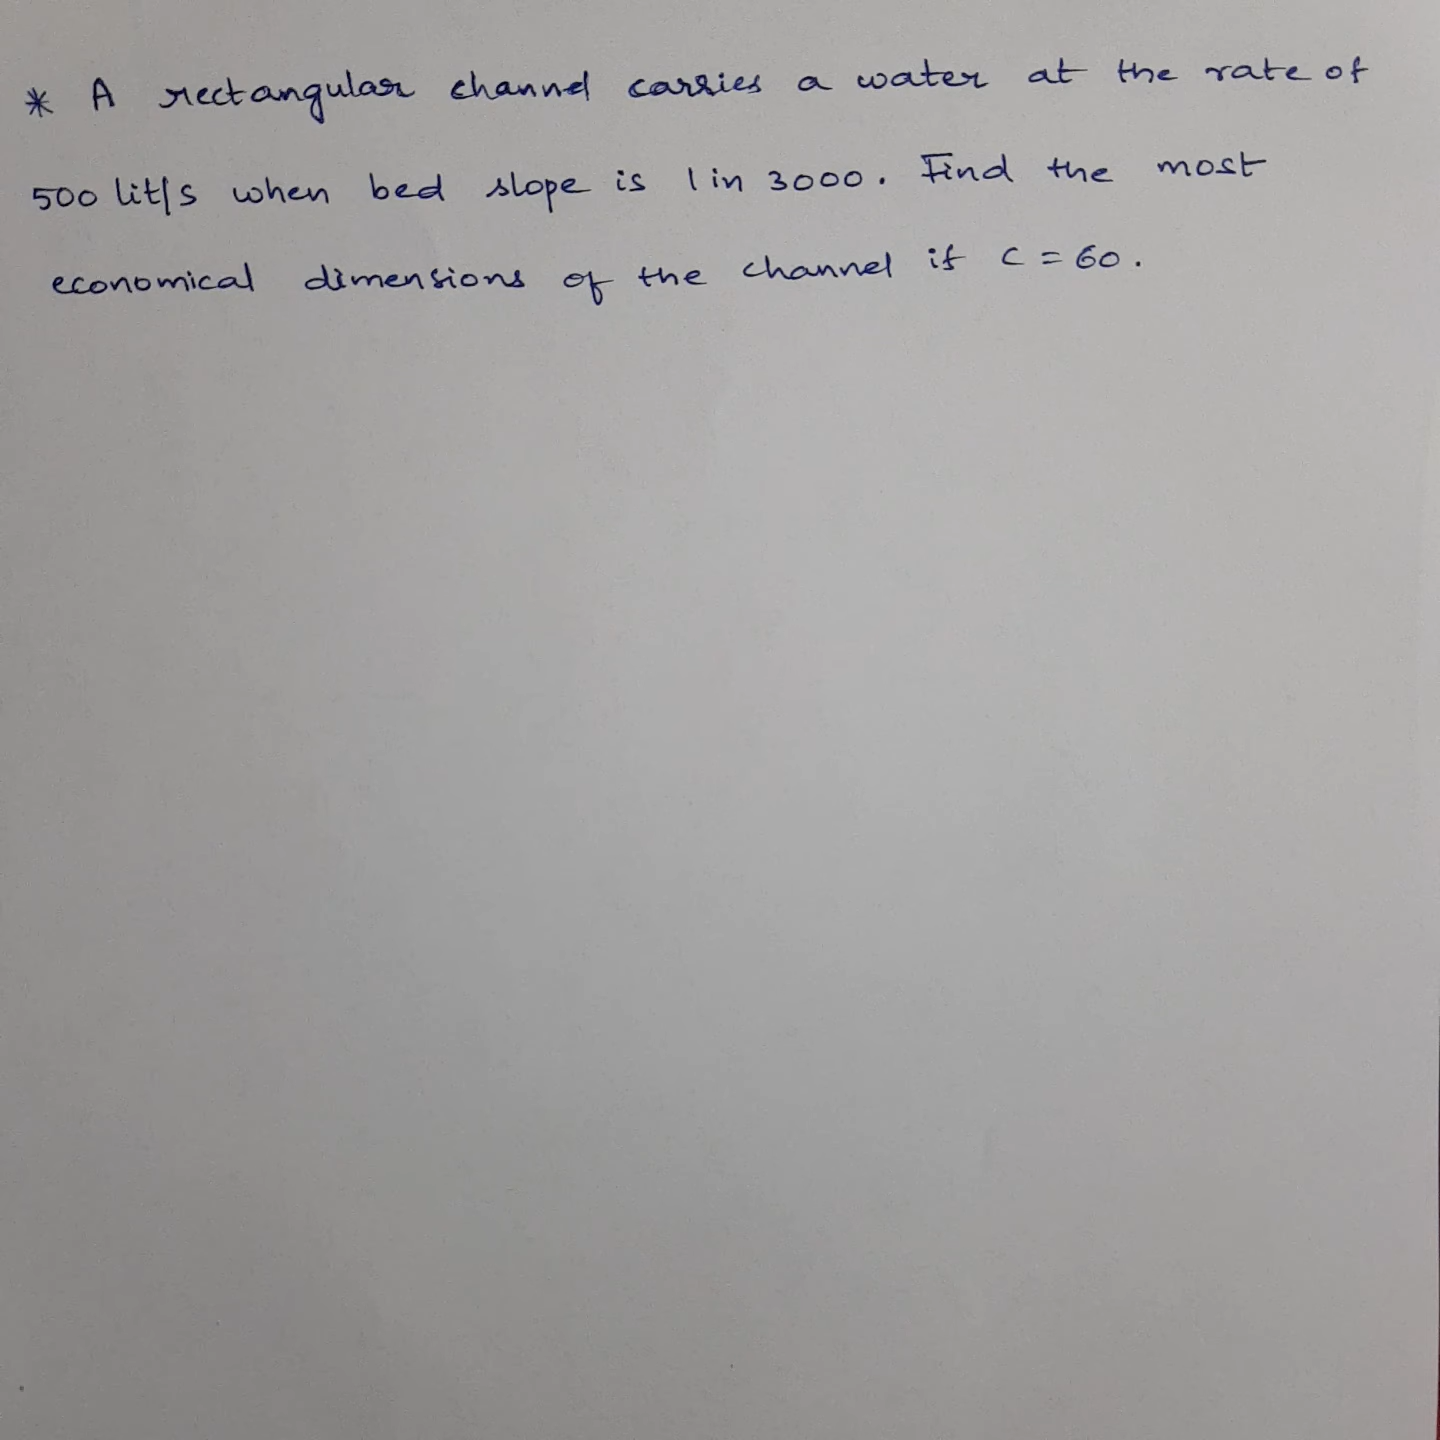 * A rectangular channel carries a water at the rate of
500 lit/s when bed slope is 1 in 3000. Find the most
economical dimensions of the channel if C = 60.